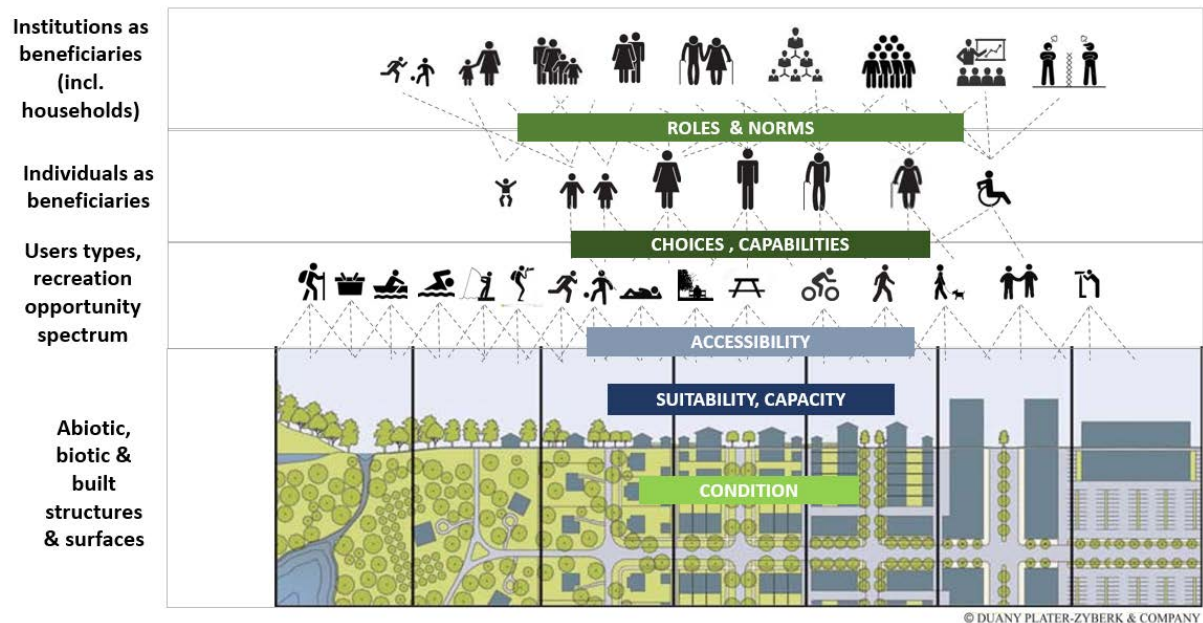 Institutions as
beneficiaries
(incl.
households)
ROLES & NORMS
Individuals as
beneficiaries
CHOICES , CAPABILITIES
Users types,
recreation
opportunity
spectrum
ACCESSIBILITY
SUITABILITY, CAPACITY
Abiotic,
biotic &
built
structures
& surfaces
CONDITION
© DUANY PLATER-ZYBERK & COMPANY